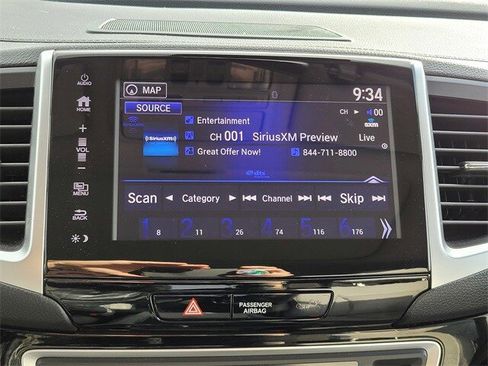 AUDIO
MAP
9:34
HOME
SOURCE
CH ▶ 00
Entertainment
((SiriusXM))
CH 001 SiriusXM Preview Live
VOL
Great Offer Now! 844-711-8800
MENU
Scan ◀ Category ▶ |◀◀ Channel ▶▶| |◀◀ Skip ▶▶|
BACK
1 8 2 11 3 26 4 74 5 116 6 176
PASSENGER
AIRBAG